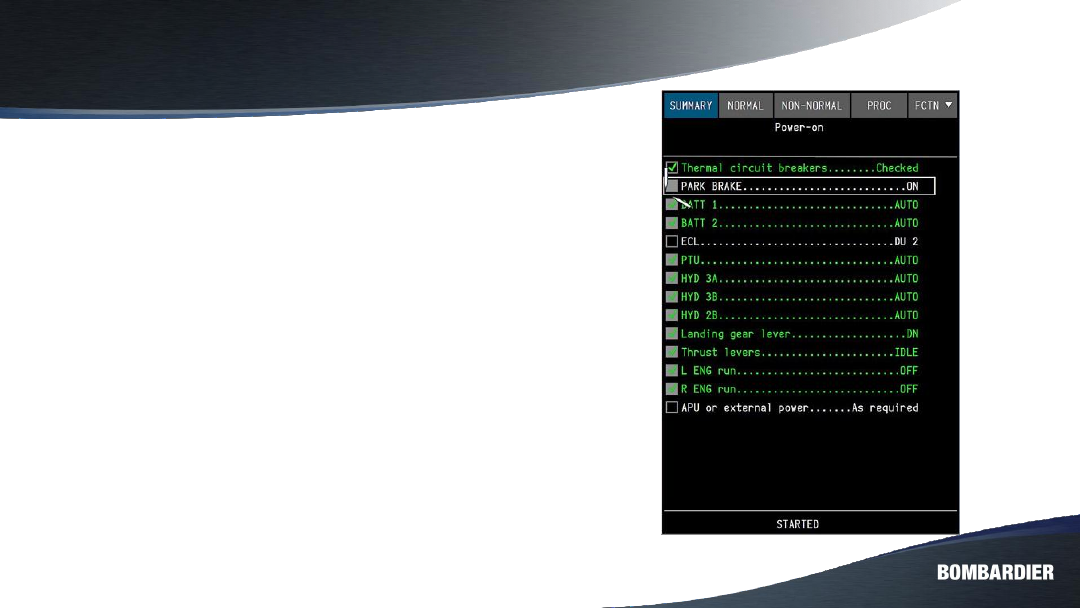 SUMMARY NORMAL NON-NORMAL PROC FCTN
Power-on
Thermal circuit breakers........Checked
PARK BRAKE...........................ON
BATT 1.............................AUTO
BATT 2.............................AUTO
ECL................................DU 2
PTU................................AUTO
HYD 3A.............................AUTO
HYD 3B.............................AUTO
HYD 2B.............................AUTO
Landing gear lever...................DN
Thrust levers......................IDLE
L ENG run...........................OFF
R ENG run...........................OFF
APU or external power.......As required
STARTED
BOMBARDIER